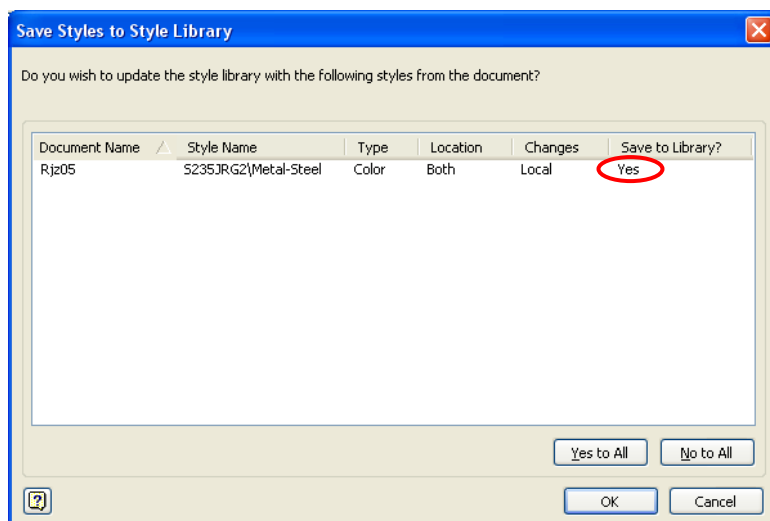 Save Styles to Style Library
Do you wish to update the style library with the following styles from the document?
Document Name Style Name Type Location Changes Save to Library?
Rjz05 S235JRG2\Metal-Steel Color Both Local Yes
Yes to All No to All
? OK Cancel